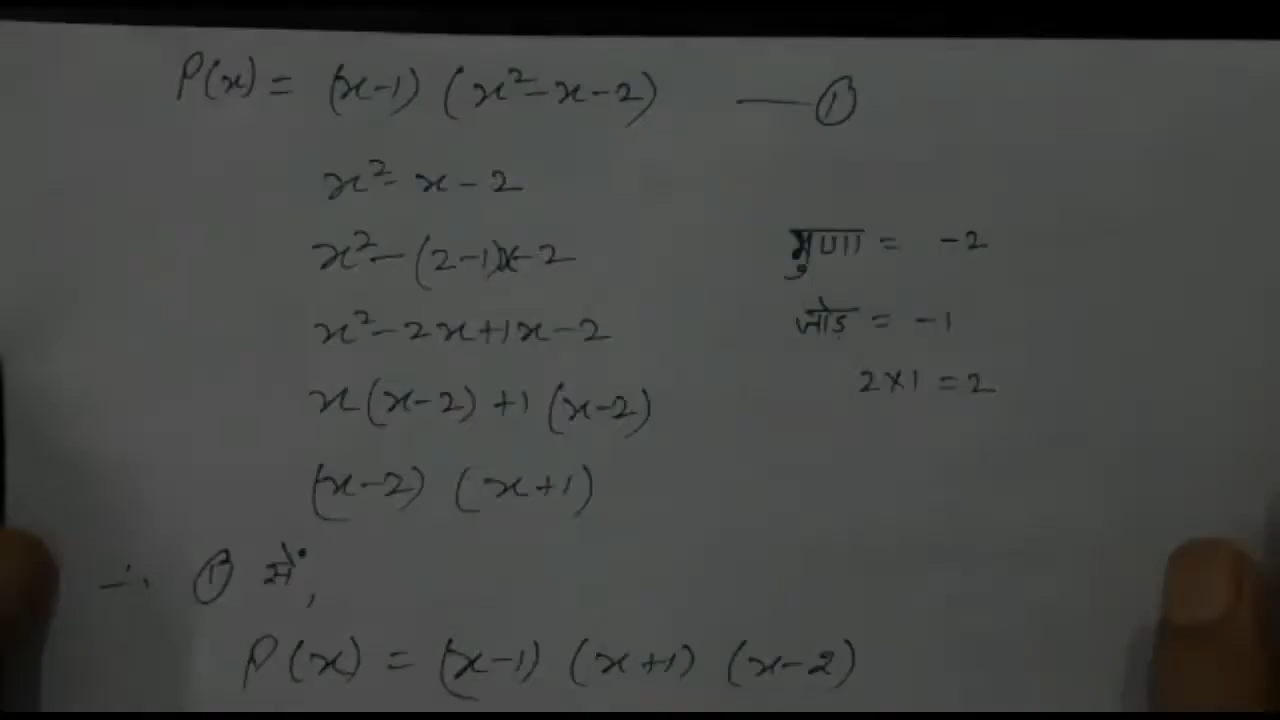 P(x) = (x-1) (x²-x-2) — ①
x²- x - 2
x² - (2-1)x-2
गुणा = -2
x²-2x+1x-2
जोड़ = -1
2×1 = 2
x(x-2) +1 (x-2)
(x-2) (x+1)
∴ ① में,
P(x) = (x-1) (x+1) (x-2)